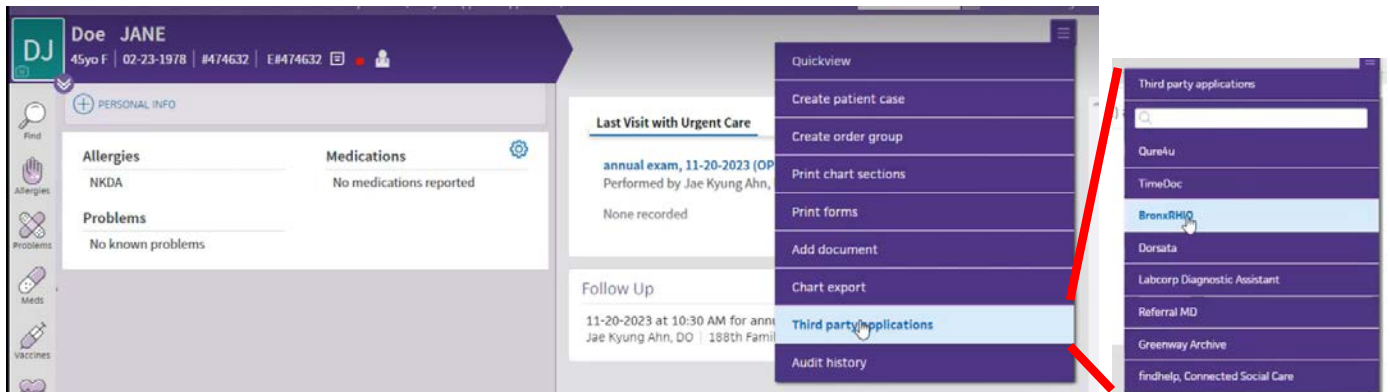 DJ
Doe JANE
45yo F | 02-23-1978 | #474632 | E#474632
PERSONAL INFO
Find
Allergies
Problems
Meds
Vaccines
Allergies
NKDA
Problems
No known problems
Medications
No medications reported
Last Visit with Urgent Care
annual exam, 11-20-2023 (OP
Performed by Jae Kyung Ahn,
None recorded
Follow Up
11-20-2023 at 10:30 AM for annu
Jae Kyung Ahn, DO | 188th Famil
Quickview
Create patient case
Create order group
Print chart sections
Print forms
Add document
Chart export
Third party applications
Audit history
Third party applications
Qure4u
TimeDoc
BronxRHIO
Dorsata
Labcorp Diagnostic Assistant
Referral MD
Greenway Archive
findhelp, Connected Social Care